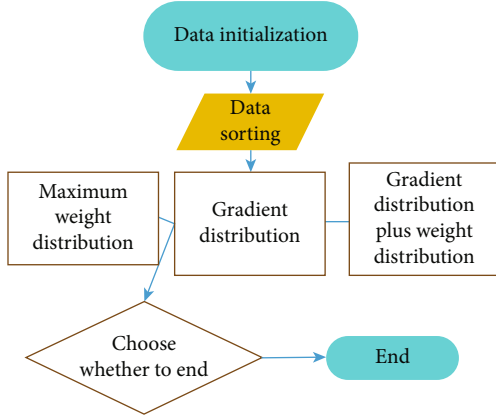 Data initialization
Data
sorting
Maximum
weight
distribution
Gradient
distribution
Gradient
distribution
plus weight
distribution
Choose
whether to end
End